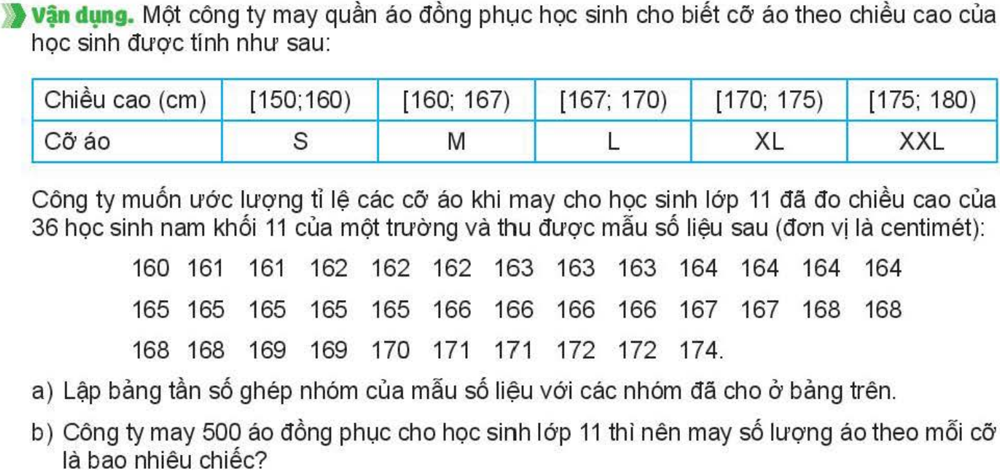 Vận dụng. Một công ty may quần áo đồng phục học sinh cho biết cỡ áo theo chiều cao của
học sinh được tính như sau:
Chiều cao (cm) [150;160) [160; 167) [167; 170) [170; 175) [175; 180)
Cỡ áo S M L XL XXL
Công ty muốn ước lượng tỉ lệ các cỡ áo khi may cho học sinh lớp 11 đã đo chiều cao của
36 học sinh nam khối 11 của một trường và thu được mẫu số liệu sau (đơn vị là centimét):
160 161 161 162 162 162 163 163 163 164 164 164 164
165 165 165 165 165 166 166 166 166 167 167 168 168
168 168 169 169 170 171 171 172 172 174.
a) Lập bảng tần số ghép nhóm của mẫu số liệu với các nhóm đã cho ở bảng trên.
b) Công ty may 500 áo đồng phục cho học sinh lớp 11 thì nên may số lượng áo theo mỗi cỡ
là bao nhiêu chiếc?